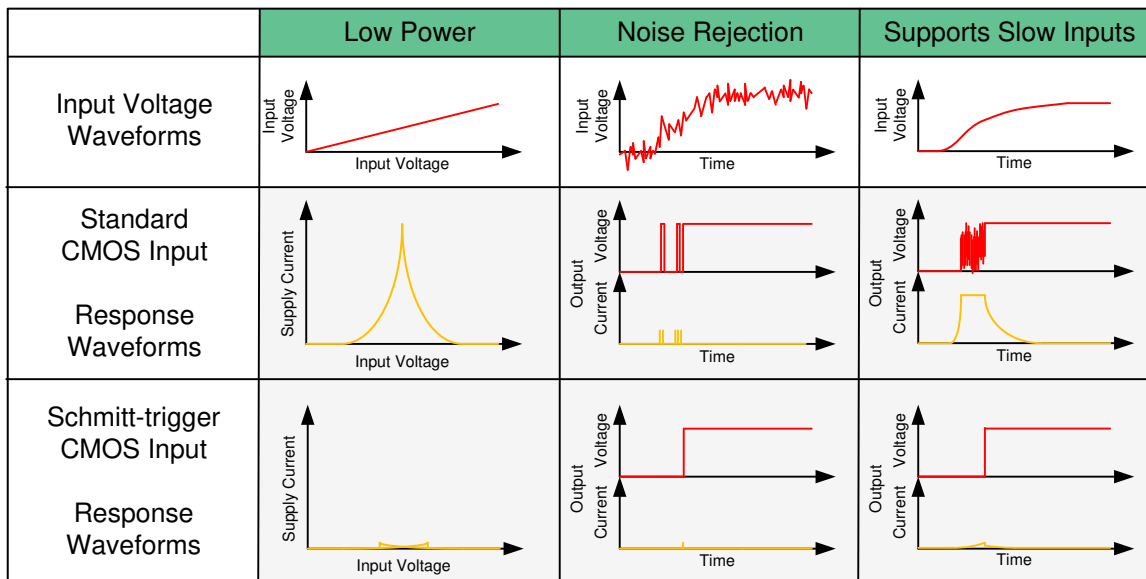 Low Power
Noise Rejection
Supports Slow Inputs
Input Voltage
Waveforms
Input
Voltage
Input Voltage
Input
Voltage
Time
Input
Voltage
Time
Standard
CMOS Input
Response
Waveforms
Supply Current
Input Voltage
Output
Voltage
Current
Time
Output
Voltage
Current
Time
Schmitt-trigger
CMOS Input
Response
Waveforms
Supply Current
Input Voltage
Output
Voltage
Current
Time
Output
Voltage
Current
Time